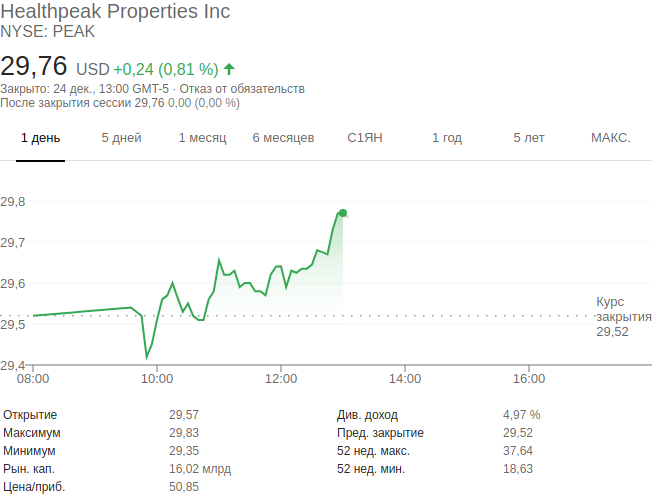 Healthpeak Properties Inc
NYSE: PEAK
29,76 USD +0,24 (0,81 %)
Закрыто: 24 дек., 13:00 GMT-5 · Отказ от обязательств
После закрытия сессии 29,76 0,00 (0,00 %)
1 день 5 дней 1 месяц 6 месяцев С1ЯН 1 год 5 лет МАКС.
29,8
29,7
29,6
29,5
29,4
Курс
закрытия
29,52
08:00 10:00 12:00 14:00 16:00
Открытие 29,57 Див. доход 4,97 %
Максимум 29,83 Пред. закрытие 29,52
Минимум 29,35 52 нед. макс. 37,64
Рын. кап. 16,02 млрд 52 нед. мин. 18,63
Цена/приб. 50,85